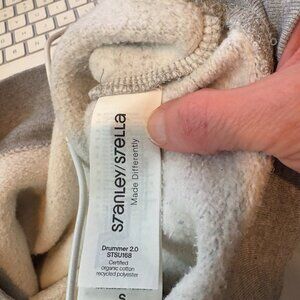 STANLEY/STELLA
Made Differently
Drummer 2.0
STSU168
Certified
organic cotton
recycled polyester
S